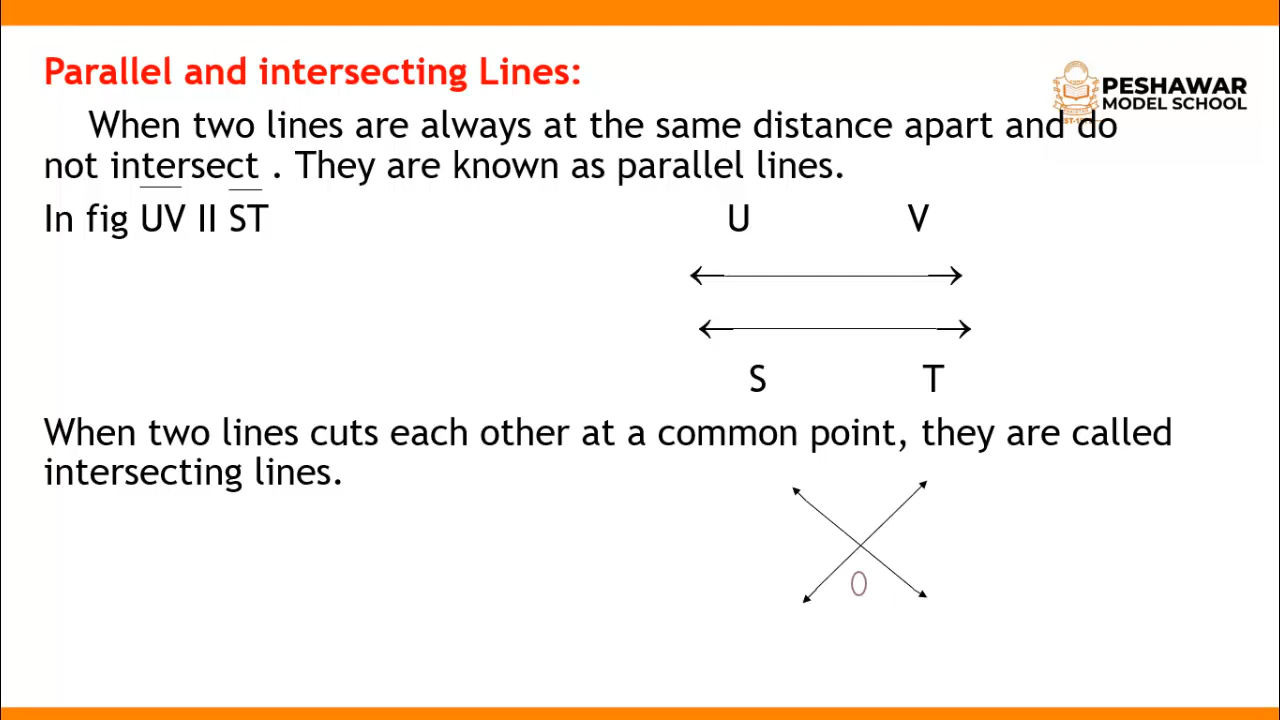 Parallel and intersecting Lines:
PESHAWAR
MODEL SCHOOL
When two lines are always at the same distance apart and do
not intersect . They are known as parallel lines.
In fig UV II ST
U V
S T
When two lines cuts each other at a common point, they are called
intersecting lines.
O